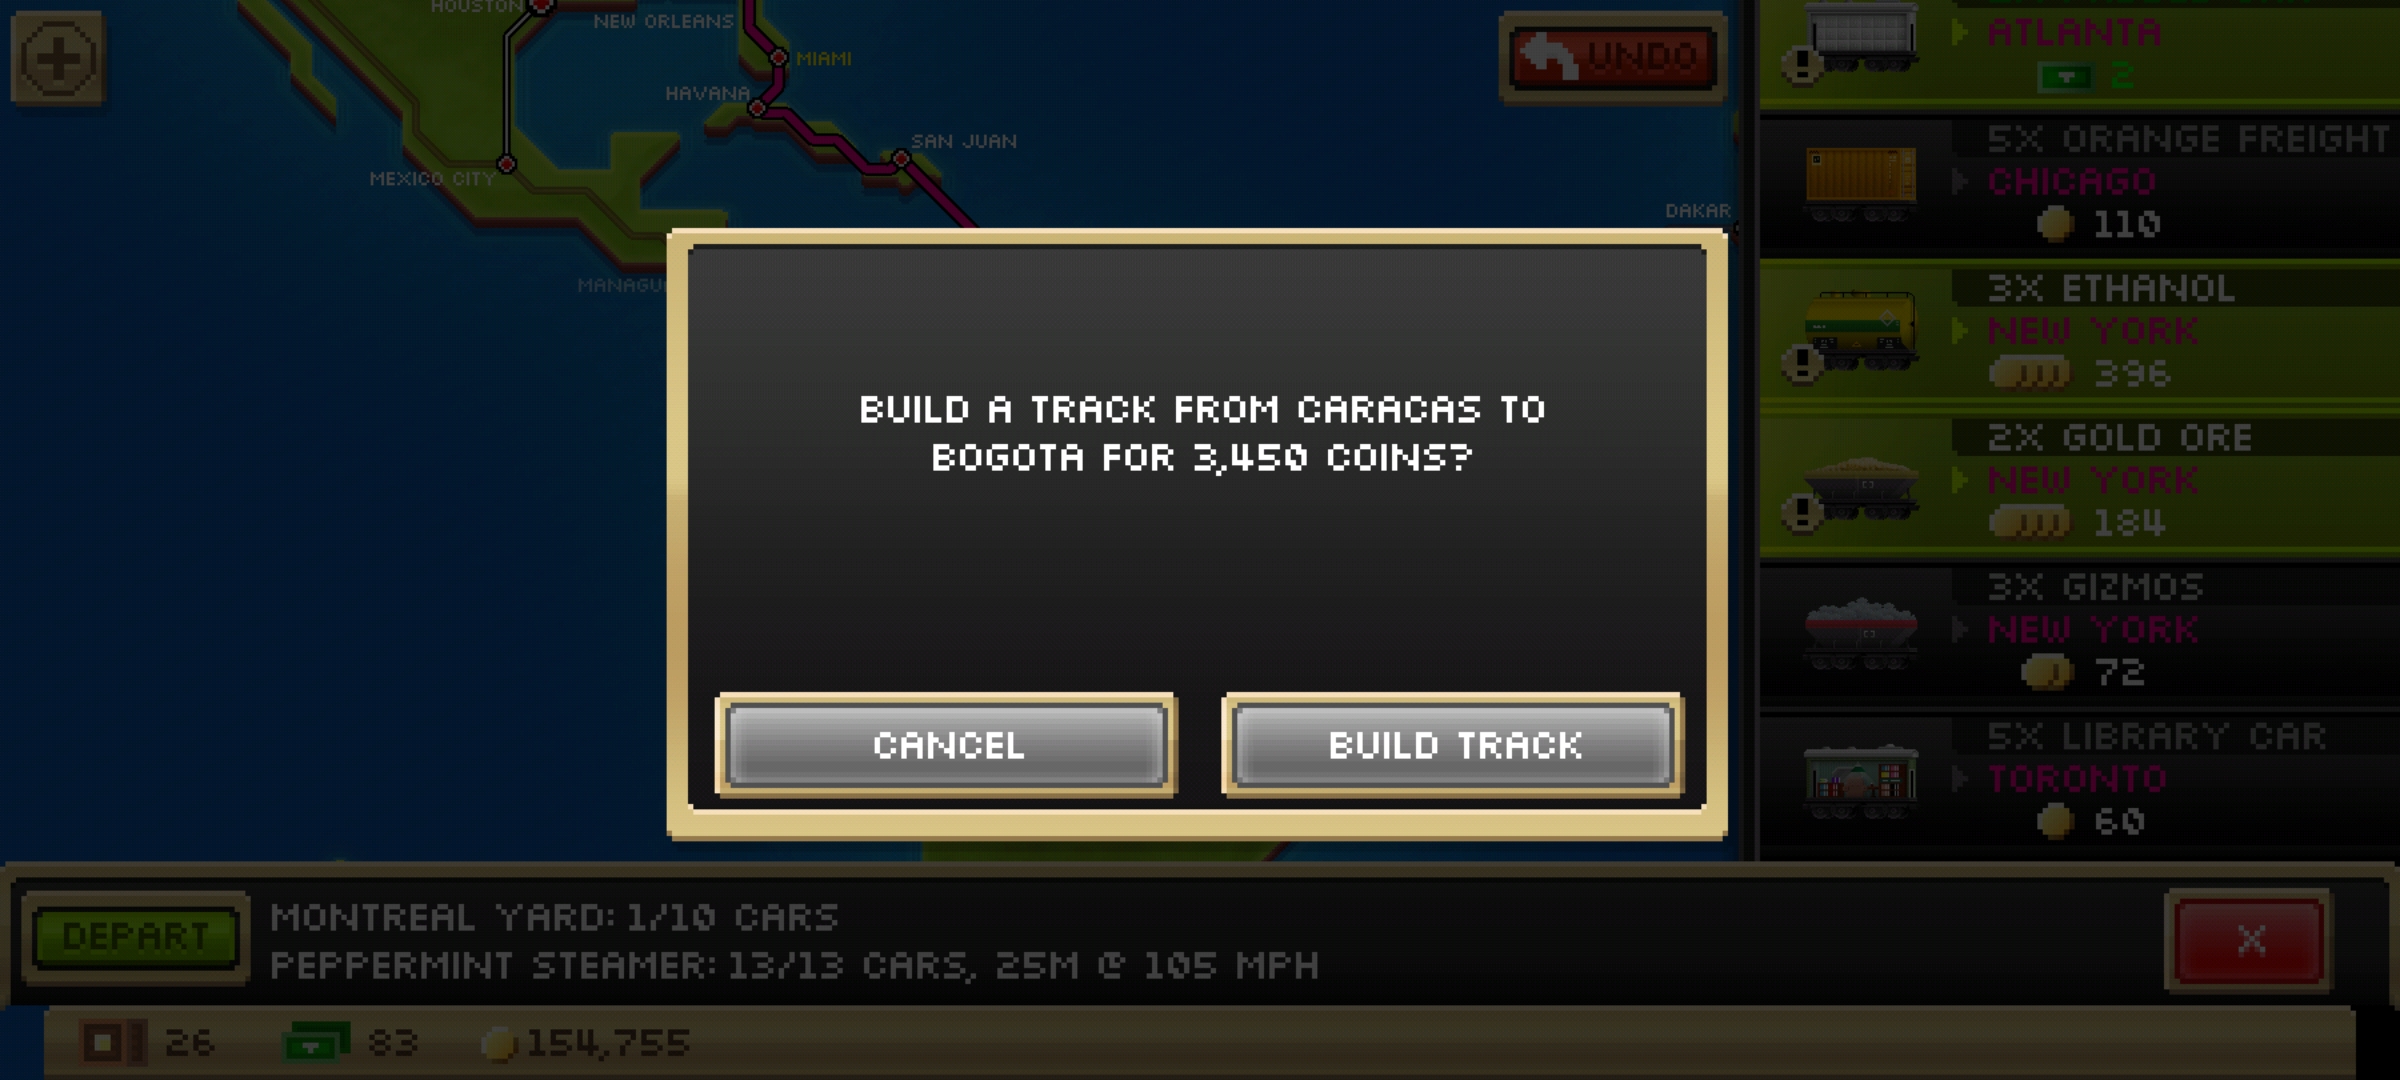 HOUSTON
NEW ORLEANS
MIAMI
HAVANA
SAN JUAN
MEXICO CITY
DAKAR
UNDO
ATLANTA
2
5X ORANGE FREIGHT
CHICAGO
110
3X ETHANOL
NEW YORK
396
2X GOLD ORE
NEW YORK
184
3X GIZMOS
NEW YORK
72
5X LIBRARY CAR
TORONTO
60
BUILD A TRACK FROM CARACAS TO
BOGOTA FOR 3,450 COINS?
CANCEL
BUILD TRACK
DEPART
MONTREAL YARD: 1/10 CARS
PEPPERMINT STEAMER: 13/13 CARS, 25M @ 105 MPH
X
26
83
154,755